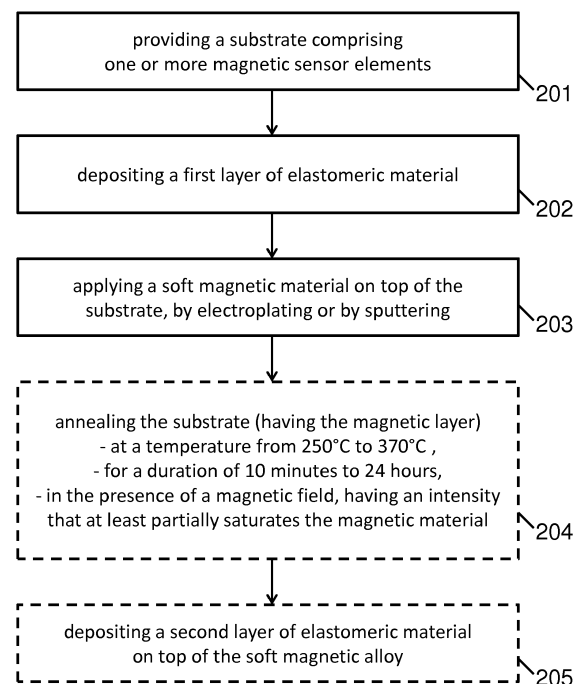 providing a substrate comprising
one or more magnetic sensor elements
201
depositing a first layer of elastomeric material
202
applying a soft magnetic material on top of the
substrate, by electroplating or by sputtering
203
annealing the substrate (having the magnetic layer)
- at a temperature from 250°C to 370°C ,
- for a duration of 10 minutes to 24 hours,
- in the presence of a magnetic field, having an intensity
that at least partially saturates the magnetic material
204
depositing a second layer of elastomeric material
on top of the soft magnetic alloy
205